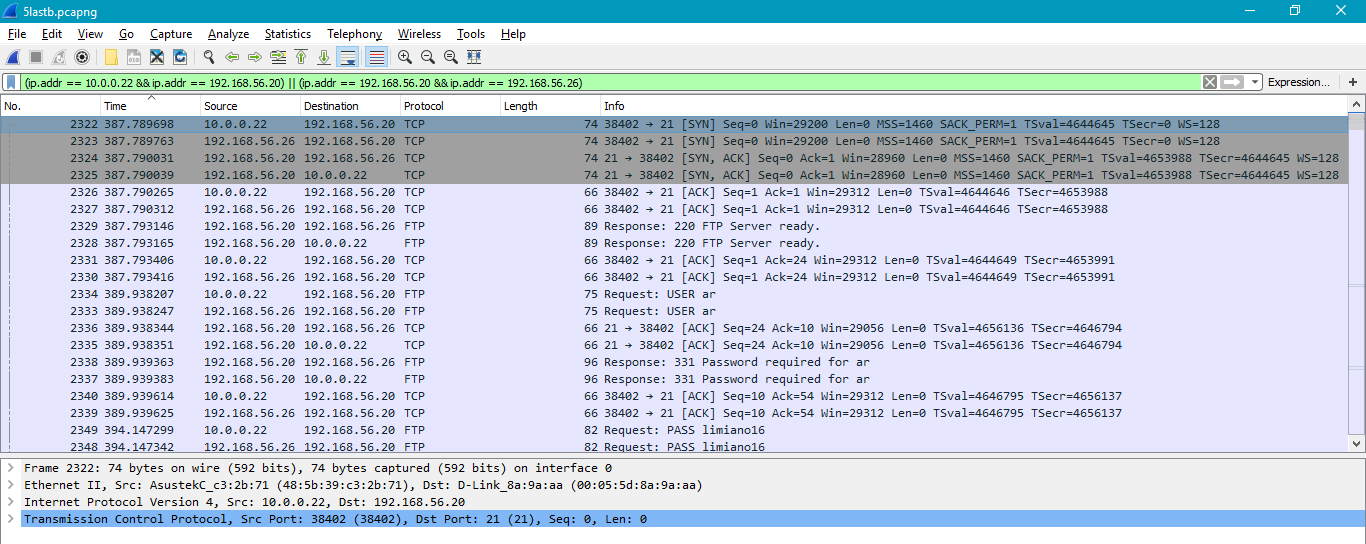 5lastb.pcapng
File Edit View Go Capture Analyze Statistics Telephony Wireless Tools Help
(ip.addr == 10.0.0.22 && ip.addr == 192.168.56.20) || (ip.addr == 192.168.56.20 && ip.addr == 192.168.56.26) Expression... +
No. Time Source Destination Protocol Length Info
2322 387.789698 10.0.0.22 192.168.56.20 TCP 74 38402 → 21 [SYN] Seq=0 Win=29200 Len=0 MSS=1460 SACK_PERM=1 TSval=4644645 TSecr=0 WS=128
2323 387.789763 192.168.56.26 192.168.56.20 TCP 74 38402 → 21 [SYN] Seq=0 Win=29200 Len=0 MSS=1460 SACK_PERM=1 TSval=4644645 TSecr=0 WS=128
2324 387.790031 192.168.56.20 192.168.56.26 TCP 74 21 → 38402 [SYN, ACK] Seq=0 Ack=1 Win=28960 Len=0 MSS=1460 SACK_PERM=1 TSval=4653988 TSecr=4644645 WS=128
2325 387.790039 192.168.56.20 10.0.0.22 TCP 74 21 → 38402 [SYN, ACK] Seq=0 Ack=1 Win=28960 Len=0 MSS=1460 SACK_PERM=1 TSval=4653988 TSecr=4644645 WS=128
2326 387.790265 10.0.0.22 192.168.56.20 TCP 66 38402 → 21 [ACK] Seq=1 Ack=1 Win=29312 Len=0 TSval=4644646 TSecr=4653988
2327 387.790312 192.168.56.26 192.168.56.20 TCP 66 38402 → 21 [ACK] Seq=1 Ack=1 Win=29312 Len=0 TSval=4644646 TSecr=4653988
2329 387.793146 192.168.56.20 192.168.56.26 FTP 89 Response: 220 FTP Server ready.
2328 387.793165 192.168.56.20 10.0.0.22 FTP 89 Response: 220 FTP Server ready.
2331 387.793406 10.0.0.22 192.168.56.20 TCP 66 38402 → 21 [ACK] Seq=1 Ack=24 Win=29312 Len=0 TSval=4644649 TSecr=4653991
2330 387.793416 192.168.56.26 192.168.56.20 TCP 66 38402 → 21 [ACK] Seq=1 Ack=24 Win=29312 Len=0 TSval=4644649 TSecr=4653991
2334 389.938207 10.0.0.22 192.168.56.20 FTP 75 Request: USER ar
2333 389.938247 192.168.56.26 192.168.56.20 FTP 75 Request: USER ar
2336 389.938344 192.168.56.20 192.168.56.26 TCP 66 21 → 38402 [ACK] Seq=24 Ack=10 Win=29056 Len=0 TSval=4656136 TSecr=4646794
2335 389.938351 192.168.56.20 10.0.0.22 TCP 66 21 → 38402 [ACK] Seq=24 Ack=10 Win=29056 Len=0 TSval=4656136 TSecr=4646794
2338 389.939363 192.168.56.20 192.168.56.26 FTP 96 Response: 331 Password required for ar
2337 389.939383 192.168.56.20 10.0.0.22 FTP 96 Response: 331 Password required for ar
2340 389.939614 10.0.0.22 192.168.56.20 TCP 66 38402 → 21 [ACK] Seq=10 Ack=54 Win=29312 Len=0 TSval=4646795 TSecr=4656137
2339 389.939625 192.168.56.26 192.168.56.20 TCP 66 38402 → 21 [ACK] Seq=10 Ack=54 Win=29312 Len=0 TSval=4646795 TSecr=4656137
2349 394.147299 10.0.0.22 192.168.56.20 FTP 82 Request: PASS limiano16
2348 394.147342 192.168.56.26 192.168.56.20 FTP 82 Request: PASS limiano16
Frame 2322: 74 bytes on wire (592 bits), 74 bytes captured (592 bits) on interface 0
Ethernet II, Src: AsustekC_c3:2b:71 (48:5b:39:c3:2b:71), Dst: D-Link_8a:9a:aa (00:05:5d:8a:9a:aa)
Internet Protocol Version 4, Src: 10.0.0.22, Dst: 192.168.56.20
Transmission Control Protocol, Src Port: 38402 (38402), Dst Port: 21 (21), Seq: 0, Len: 0